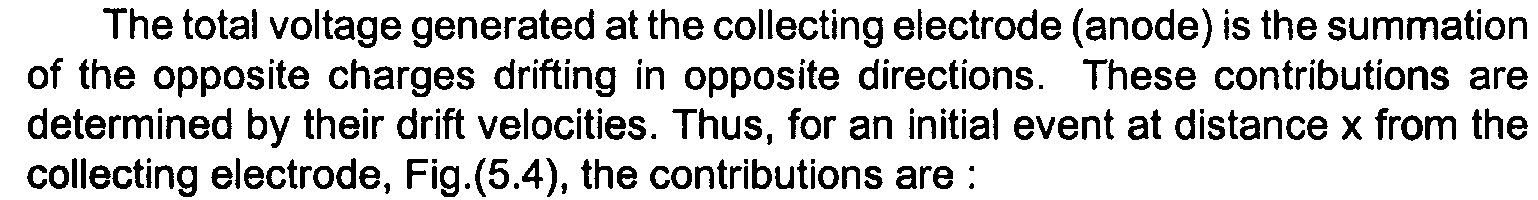 The total voltage generated at the collecting electrode (anode) is the summation
of the opposite charges drifting in opposite directions. These contributions are
determined by their drift velocities. Thus, for an initial event at distance x from the
collecting electrode, Fig.(5.4), the contributions are :